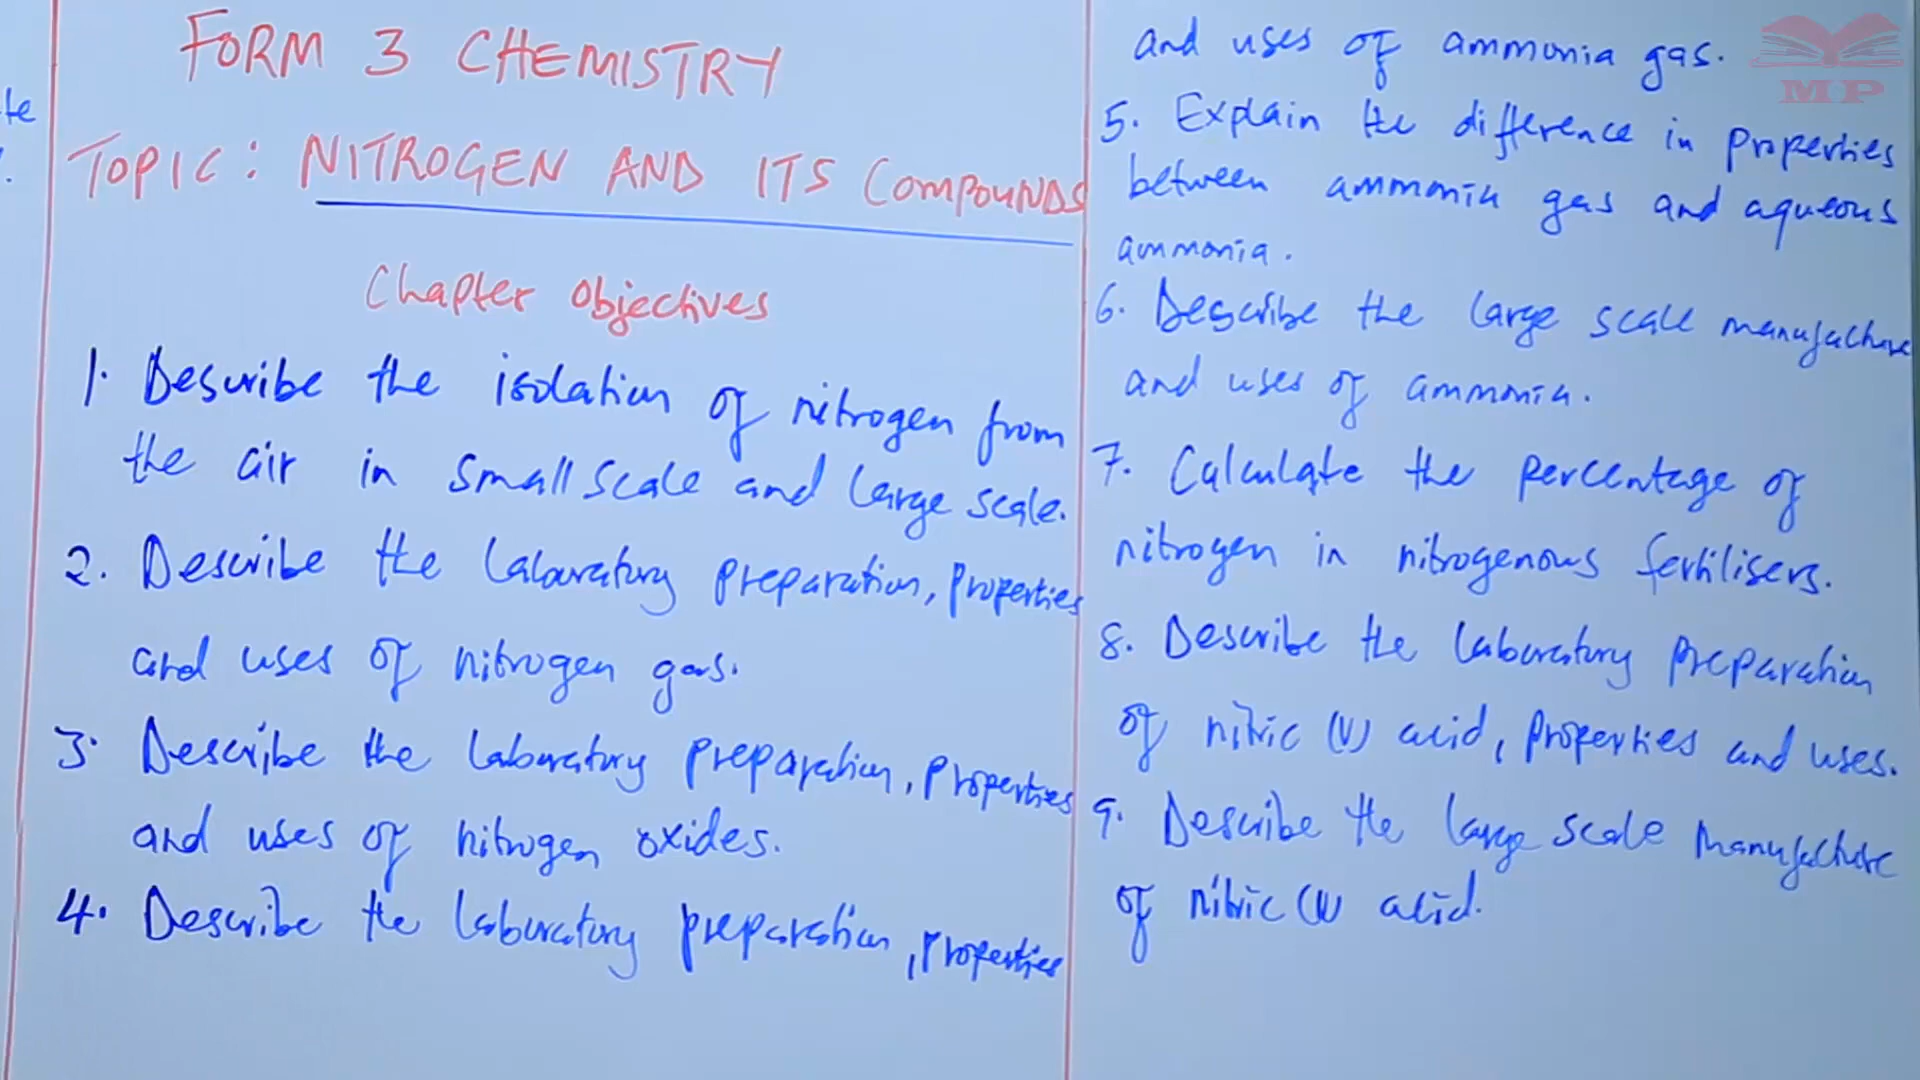 FORM 3 CHEMISTRY
TOPIC: NITROGEN AND ITS COMPOUNDS
Chapter Objectives
1. Describe the isolation of nitrogen from
the air in small scale and large scale.
2. Describe the laboratory preparation, properties
and uses of nitrogen gas.
3. Describe the laboratory preparation, properties
and uses of nitrogen oxides.
4. Describe the laboratory preparation, properties
and uses of ammonia gas.
5. Explain the difference in properties
between ammonia gas and aqueous
ammonia.
6. Describe the large scale manufacture
and uses of ammonia.
7. Calculate the percentage of
nitrogen in nitrogenous fertilisers.
8. Describe the laboratory preparation
of nitric (V) acid, properties and uses.
9. Describe the large scale manufacture
of nitric (V) acid.
MP